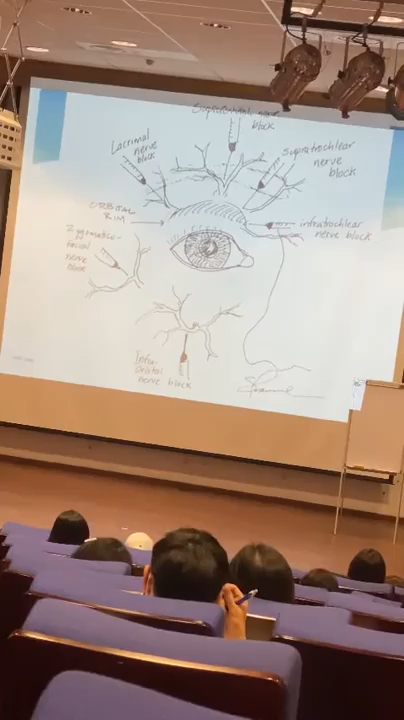 Supraorbital nerve
block
Lacrimal
nerve
block
Supratrochlear
nerve
block
ORBITAL
RIM
infratrochlear
nerve block
Zygomatico-
facial
nerve
block
Infra-
Orbital
nerve block